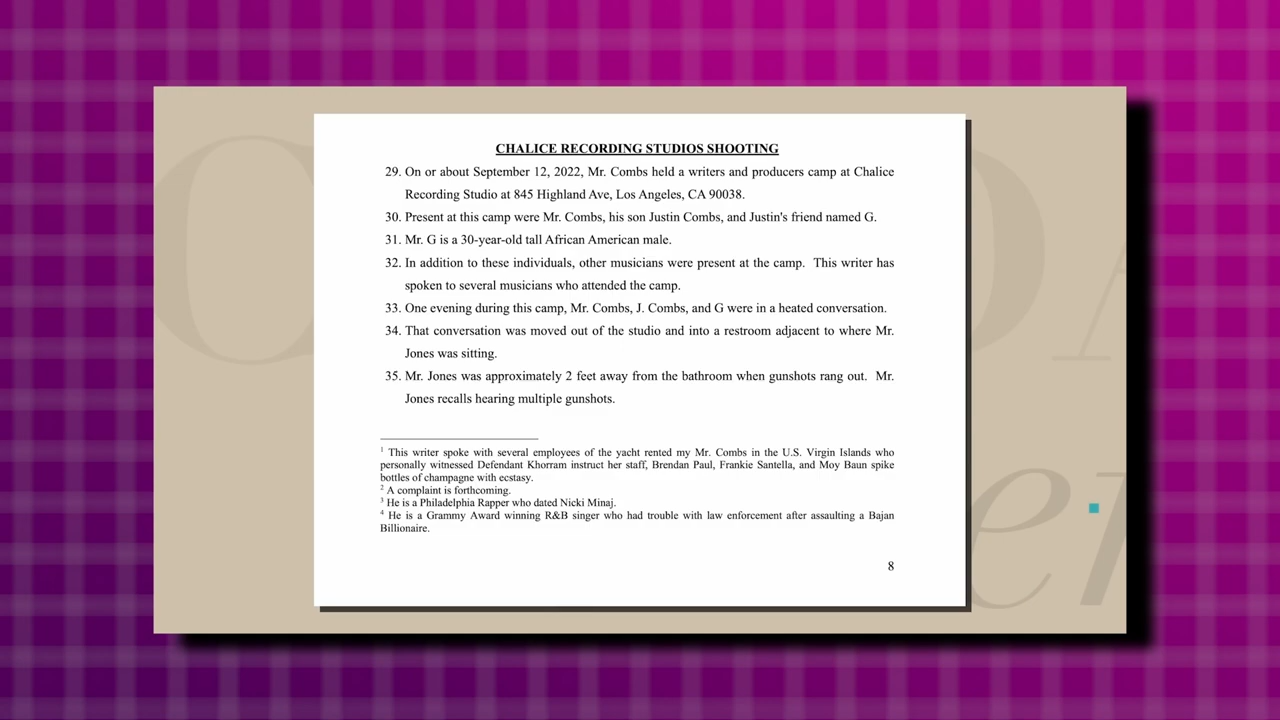 CHALICE RECORDING STUDIOS SHOOTING
29. On or about September 12, 2022, Mr. Combs held a writers and producers camp at Chalice
Recording Studio at 845 Highland Ave, Los Angeles, CA 90038.
30. Present at this camp were Mr. Combs, his son Justin Combs, and Justin's friend named G.
31. Mr. G is a 30-year-old tall African American male.
32. In addition to these individuals, other musicians were present at the camp. This writer has
spoken to several musicians who attended the camp.
33. One evening during this camp, Mr. Combs, J. Combs, and G were in a heated conversation.
34. That conversation was moved out of the studio and into a restroom adjacent to where Mr.
Jones was sitting.
35. Mr. Jones was approximately 2 feet away from the bathroom when gunshots rang out. Mr.
Jones recalls hearing multiple gunshots.
1 This writer spoke with several employees of the yacht rented my Mr. Combs in the U.S. Virgin Islands who
personally witnessed Defendant Khorram instruct her staff, Brendan Paul, Frankie Santella, and Moy Baun spike
bottles of champagne with ecstasy.
2 A complaint is forthcoming.
3 He is a Philadelphia Rapper who dated Nicki Minaj.
4 He is a Grammy Award winning R&B singer who had trouble with law enforcement after assaulting a Bajan
Billionaire.
8